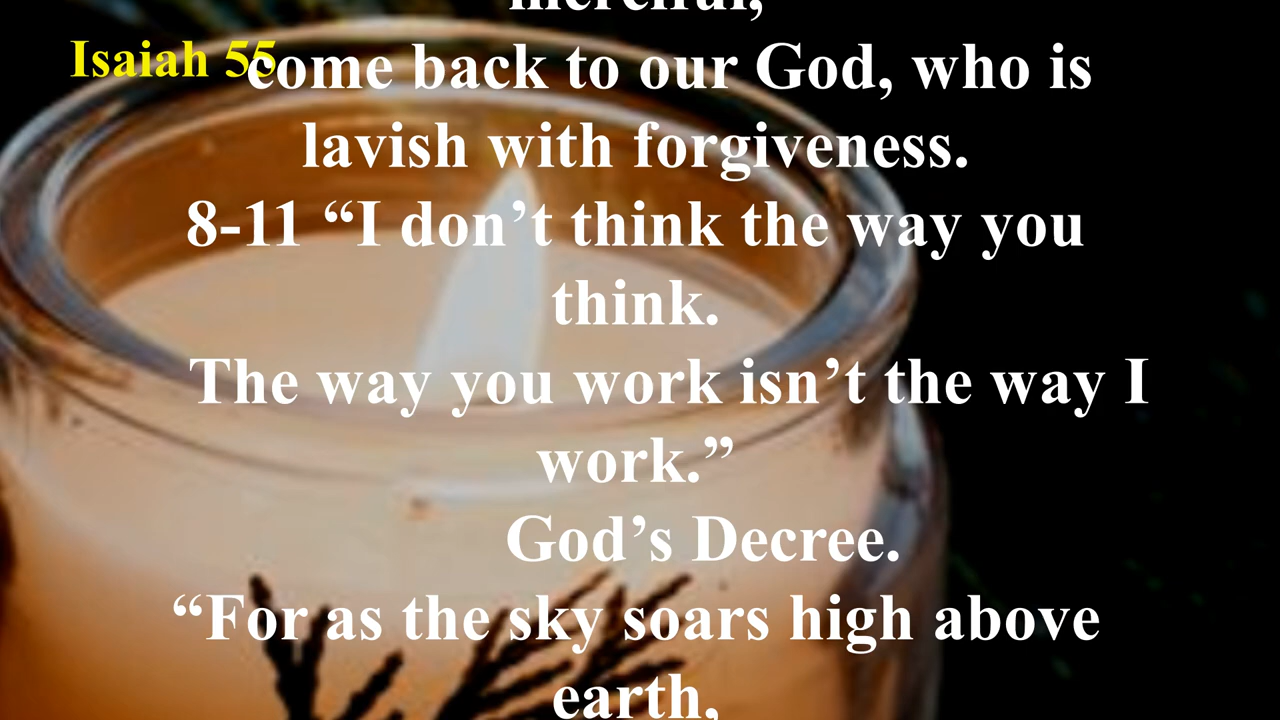 merciful,
Isaiah 55
come back to our God, who is
lavish with forgiveness.
8-11 “I don’t think the way you
think.
The way you work isn’t the way I
work.”
God’s Decree.
“For as the sky soars high above
earth,